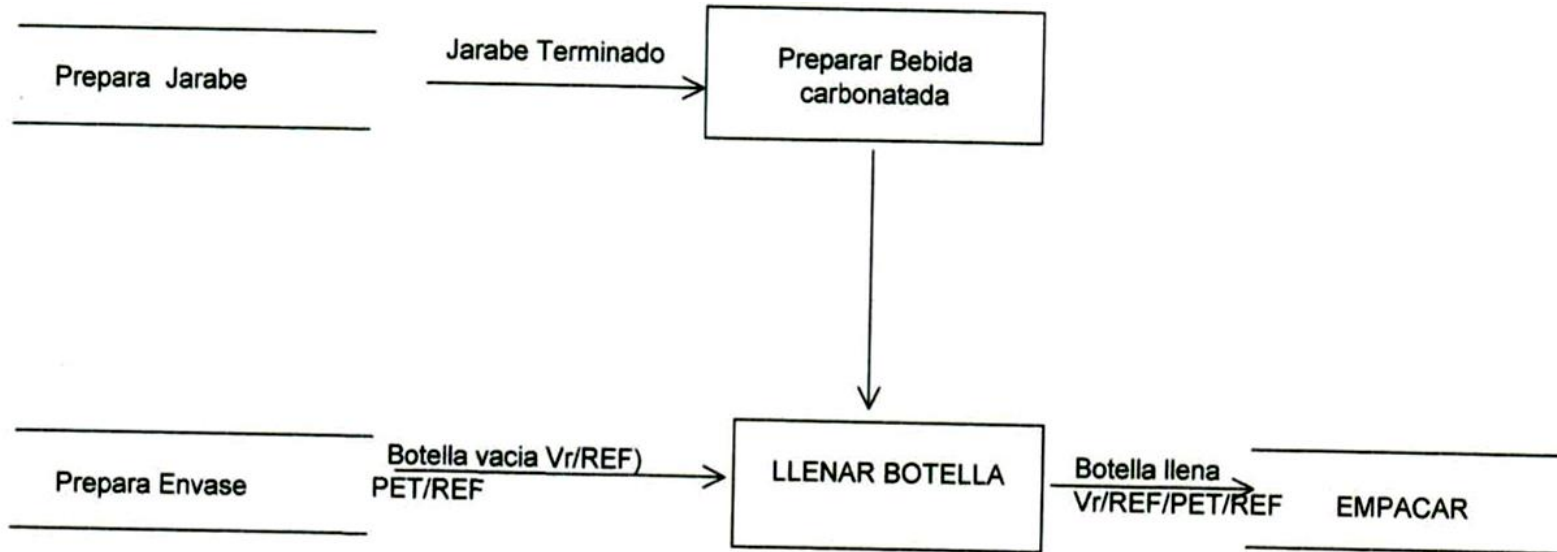 Prepara Jarabe
Jarabe Terminado
Preparar Bebida
carbonatada
Prepara Envase
Botella vacia Vr/REF)
PET/REF
LLENAR BOTELLA
Botella llena
Vr/REF/PET/REF
EMPACAR